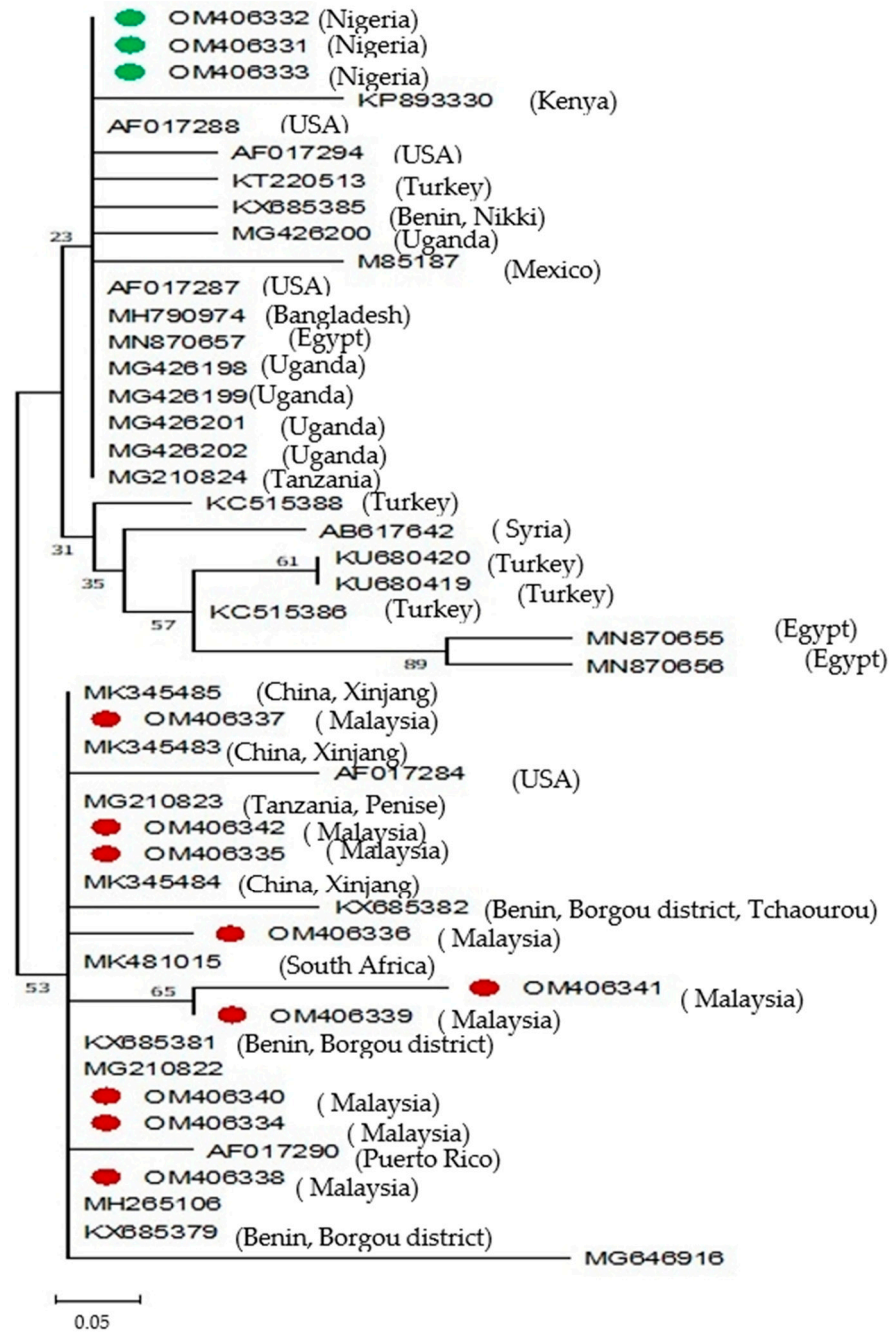 OM406332 (Nigeria)
OM406331 (Nigeria)
OM406333 (Nigeria)
KP893330 (Kenya)
AF017288 (USA)
AF017294 (USA)
KT220513 (Turkey)
KX685385 (Benin, Nikki)
MG426200 (Uganda)
23
M85187 (Mexico)
AF017287 (USA)
MH790974 (Bangladesh)
MN870657 (Egypt)
MG426198 (Uganda)
MG426199 (Uganda)
MG426201 (Uganda)
MG426202 (Uganda)
MG210824 (Tanzania)
KC515388 (Turkey)
AB617642 ( Syria)
31
61 KU680420 (Turkey)
35 KU680419 (Turkey)
KC515386 (Turkey)
57
MN870655 (Egypt)
89 MN870656 (Egypt)
MK345485 (China, Xinjang)
OM406337 ( Malaysia)
MK345483 (China, Xinjang)
AF017284 (USA)
MG210823 (Tanzania, Penise)
OM406342 ( Malaysia)
OM406335 ( Malaysia)
MK345484 (China, Xinjang)
KX685382 (Benin, Borgou district, Tchaourou)
OM406336 ( Malaysia)
MK481015 (South Africa)
53 65 OM406341 ( Malaysia)
OM406339 ( Malaysia)
KX685381 (Benin, Borgou district)
MG210822
OM406340 ( Malaysia)
OM406334 ( Malaysia)
AF017290 (Puerto Rico)
OM406338 ( Malaysia)
MH265106
KX685379 (Benin, Borgou district)
MG646916
0.05